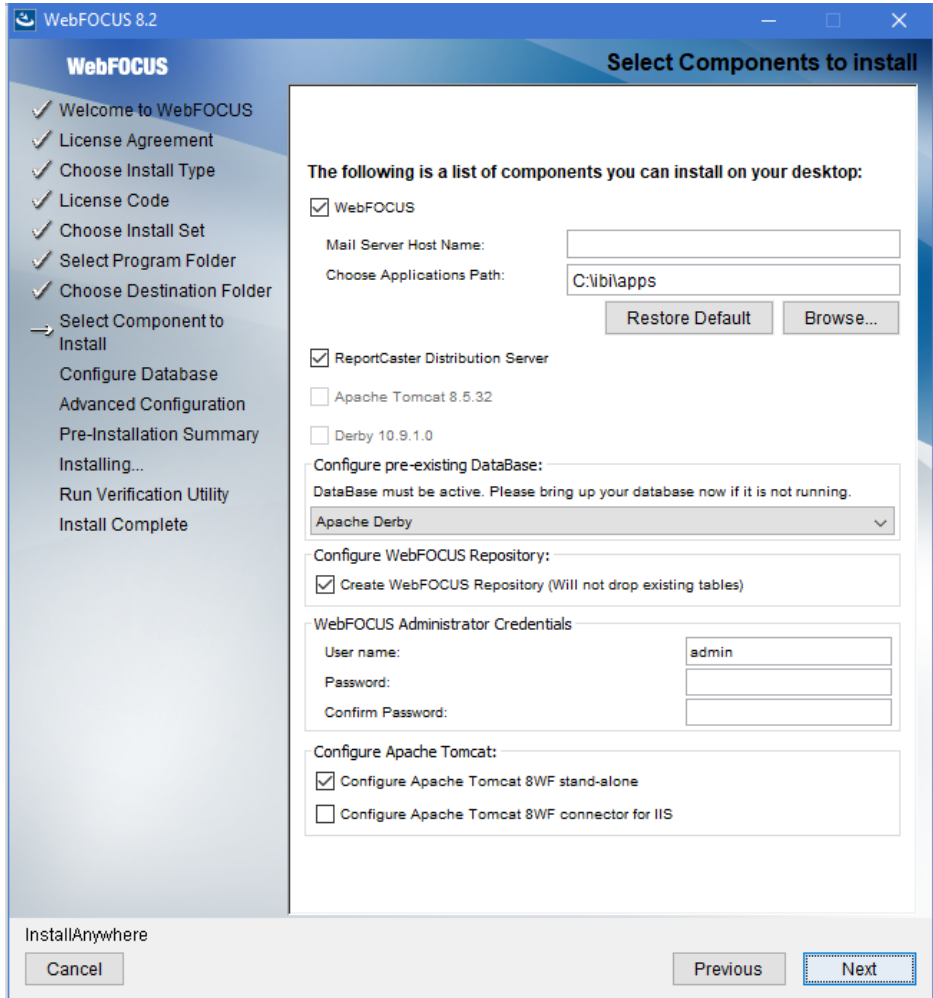 WebFOCUS 8.2
WebFOCUS
Select Components to install
Welcome to WebFOCUS
License Agreement
Choose Install Type
License Code
Choose Install Set
Select Program Folder
Choose Destination Folder
Select Component to
Install
Configure Database
Advanced Configuration
Pre-Installation Summary
Installing...
Run Verification Utility
Install Complete
The following is a list of components you can install on your desktop:
WebFOCUS
Mail Server Host Name:
Choose Applications Path:
C:\ibi\apps
Restore Default
Browse...
ReportCaster Distribution Server
Apache Tomcat 8.5.32
Derby 10.9.1.0
Configure pre-existing DataBase:
DataBase must be active. Please bring up your database now if it is not running.
Apache Derby
Configure WebFOCUS Repository:
Create WebFOCUS Repository (Will not drop existing tables)
WebFOCUS Administrator Credentials
User name:
admin
Password:
Confirm Password:
Configure Apache Tomcat:
Configure Apache Tomcat 8WF stand-alone
Configure Apache Tomcat 8WF connector for IIS
InstallAnywhere
Cancel
Previous
Next